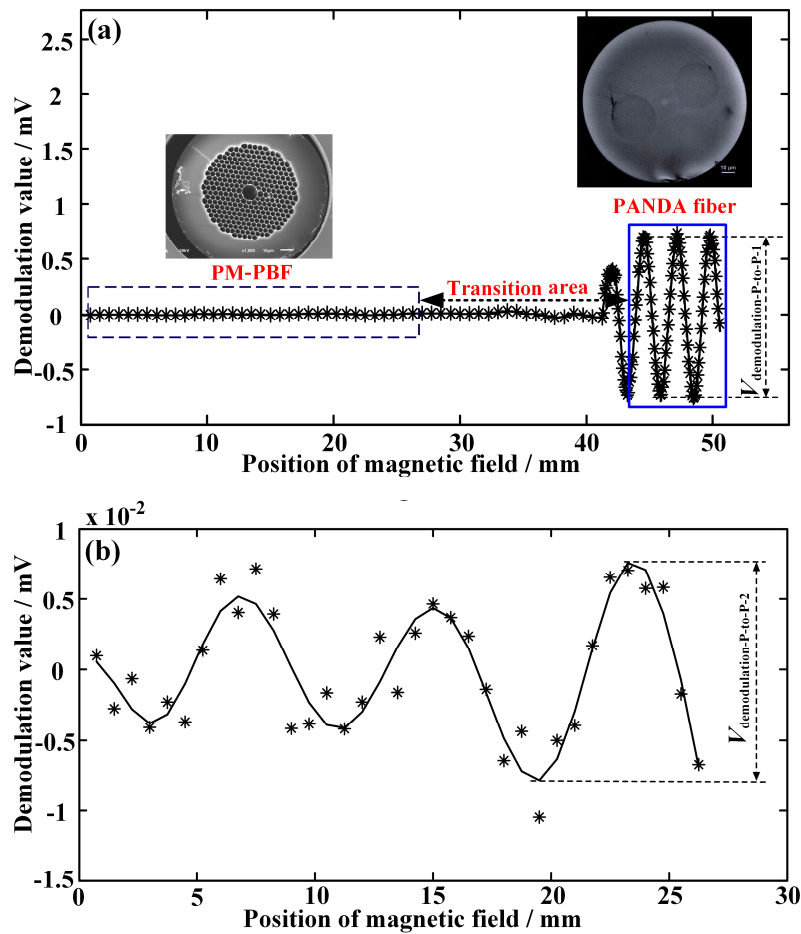 (a)
2.5
2
1.5
1
0.5
0
-0.5
-1
Demodulation value / mV
PM-PBF
x1,000 10μm
10 μm
PANDA fiber
Transition area
V demodulation-P-to-P-1
0 10 20 30 40 50
Position of magnetic field / mm
x 10-2
(b)
1
0.5
0
-0.5
-1
-1.5
Demodulation value / mV
V demodulation-P-to-P-2
0 5 10 15 20 25 30
Position of magnetic field / mm